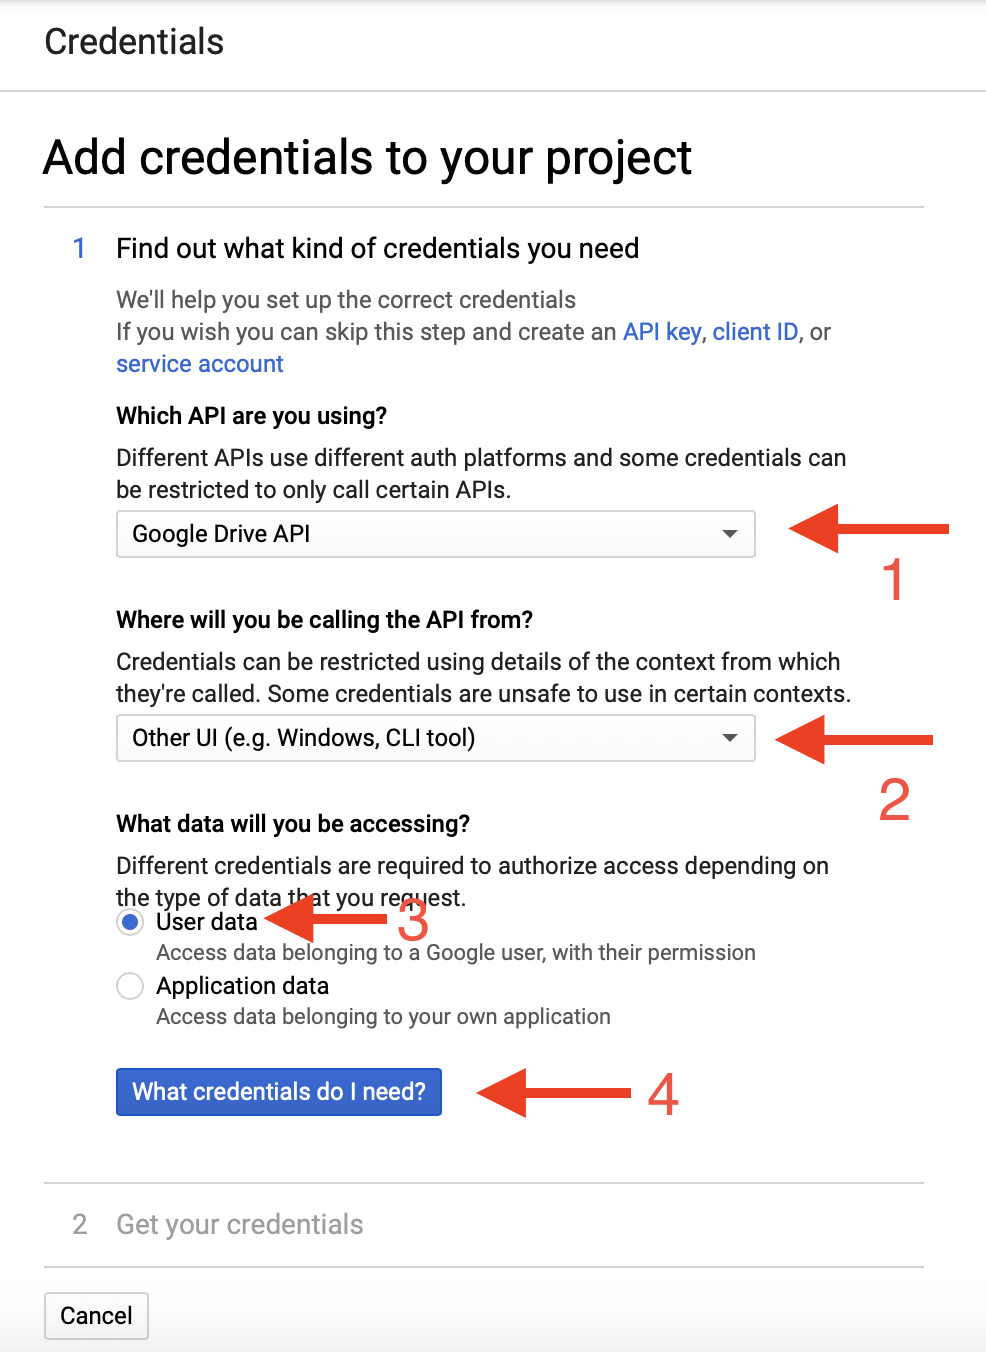 Credentials
Add credentials to your project
1 Find out what kind of credentials you need
We'll help you set up the correct credentials
If you wish you can skip this step and create an API key, client ID, or
service account
Which API are you using?
Different APIs use different auth platforms and some credentials can
be restricted to only call certain APIs.
Google Drive API
1
Where will you be calling the API from?
Credentials can be restricted using details of the context from which
they're called. Some credentials are unsafe to use in certain contexts.
Other UI (e.g. Windows, CLI tool)
2
What data will you be accessing?
Different credentials are required to authorize access depending on
the type of data that you request.
User data 3
Access data belonging to a Google user, with their permission
Application data
Access data belonging to your own application
What credentials do I need? 4
2 Get your credentials
Cancel